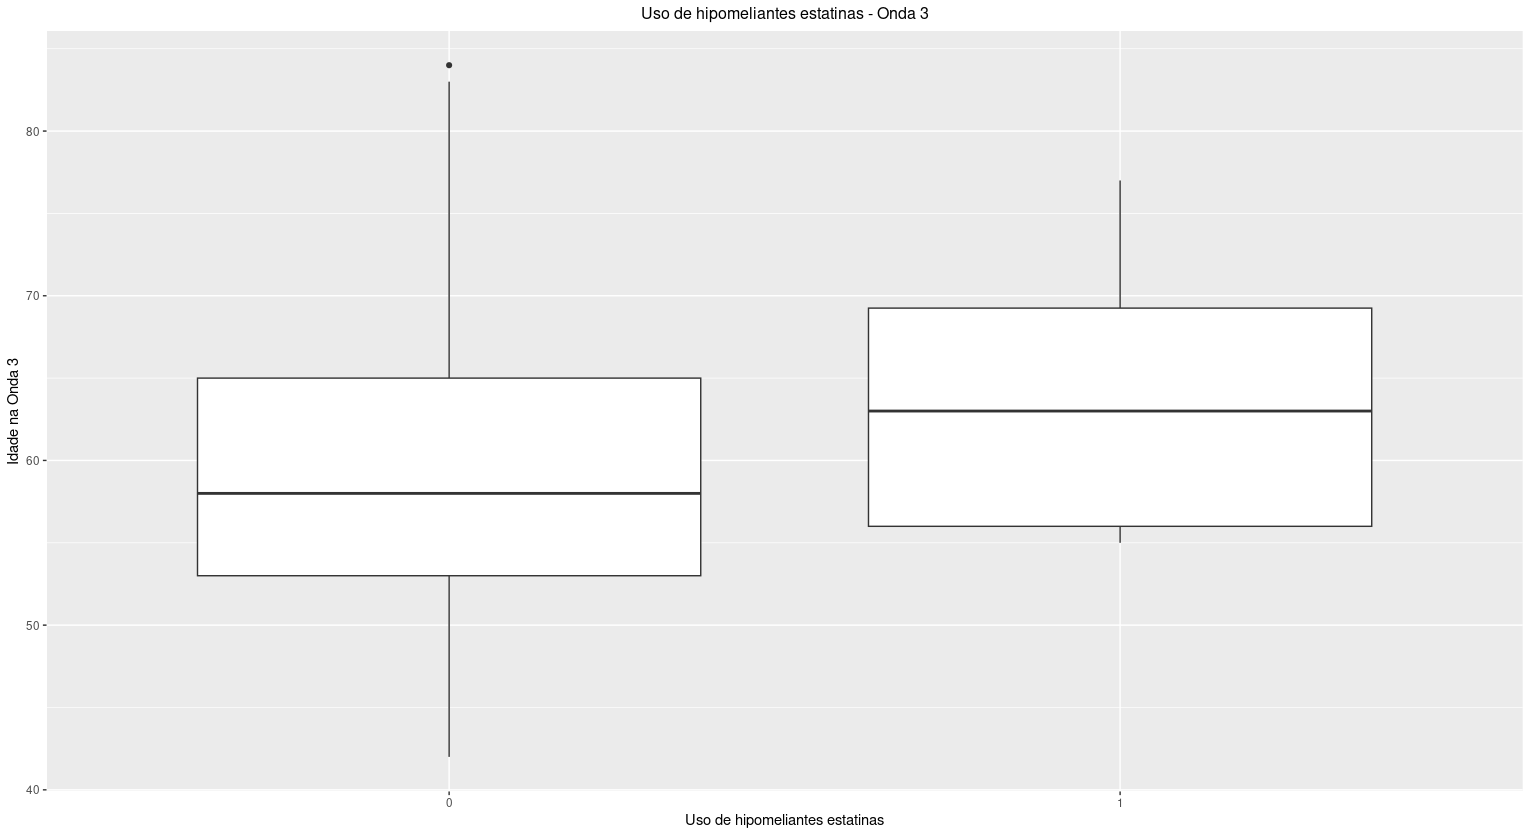 Uso de hipomeliantes estatinas - Onda 3
Idade na Onda 3
80
70
60
50
40
0
1
Uso de hipomeliantes estatinas